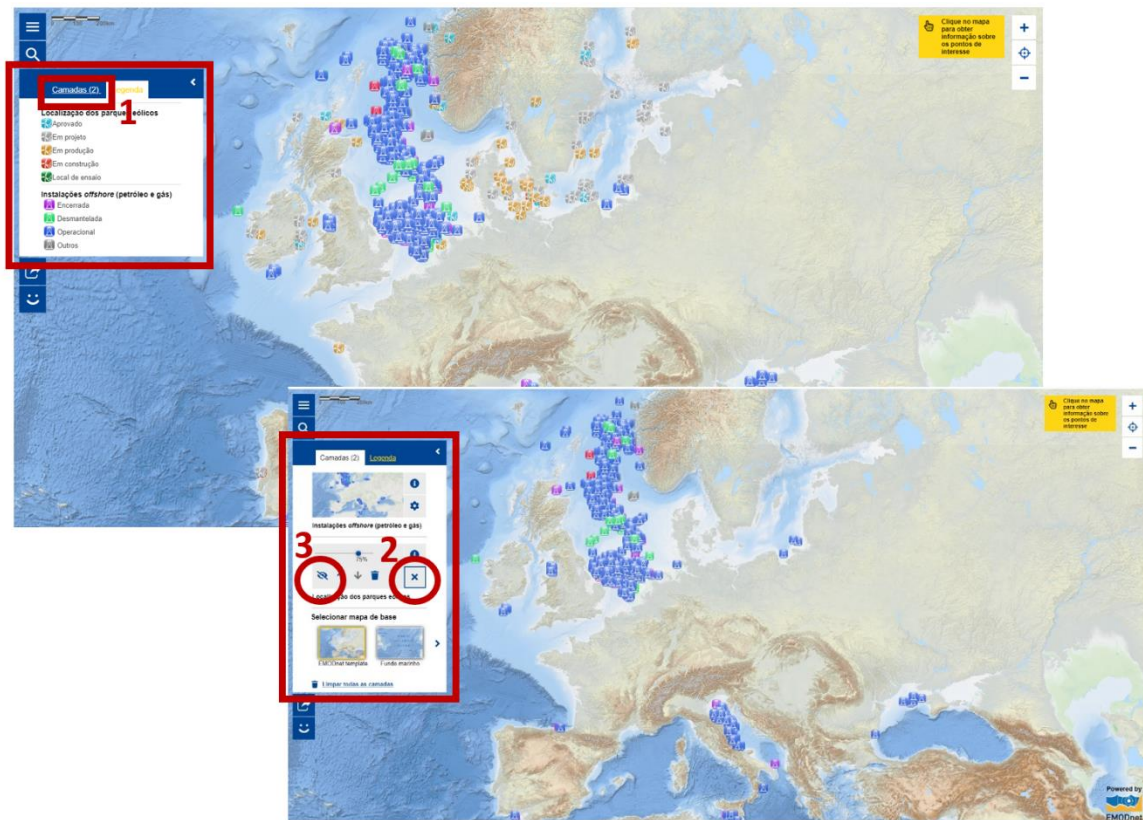 Clique no mapa
para obter
informação sobre
os pontos de
interesse
Camadas (2)
Legenda
1
Localização dos parques eólicos
Aprovado
Em projeto
Em produção
Em construção
Local de ensaio
Instalações offshore (petróleo e gás)
Encerrada
Desmantelada
Operacional
Outros
Clique no mapa
para obter
informação sobre
os pontos de
interesse
Camadas (2)
Legenda
Instalações offshore (petróleo e gás)
3
2
75%
Localização dos parques eólicos
Selecionar mapa de base
EMODnet template
Fundo marinho
Limpar todas as camadas
Powered by
EMODnet